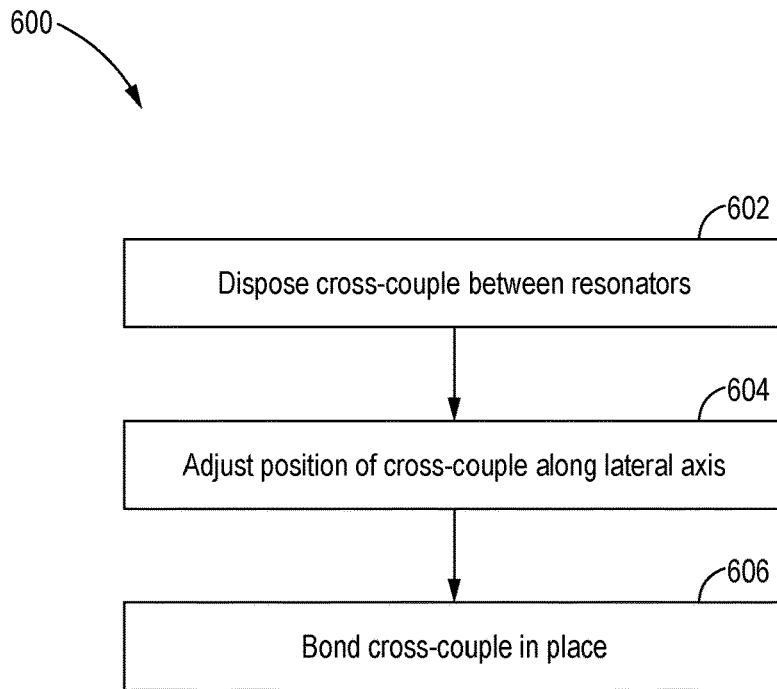 600
602
Dispose cross-couple between resonators
604
Adjust position of cross-couple along lateral axis
606
Bond cross-couple in place